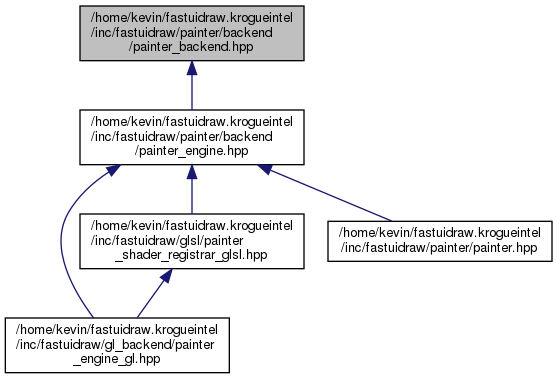 /home/kevin/fastuidraw.krogueintel
/inc/fastuidraw/painter/backend
/painter_backend.hpp
/home/kevin/fastuidraw.krogueintel
/inc/fastuidraw/painter/backend
/painter_engine.hpp
/home/kevin/fastuidraw.krogueintel
/inc/fastuidraw/glsl/painter
_shader_registrar_glsl.hpp
/home/kevin/fastuidraw.krogueintel
/inc/fastuidraw/painter/painter.hpp
/home/kevin/fastuidraw.krogueintel
/inc/fastuidraw/gl_backend/painter
_engine_gl.hpp